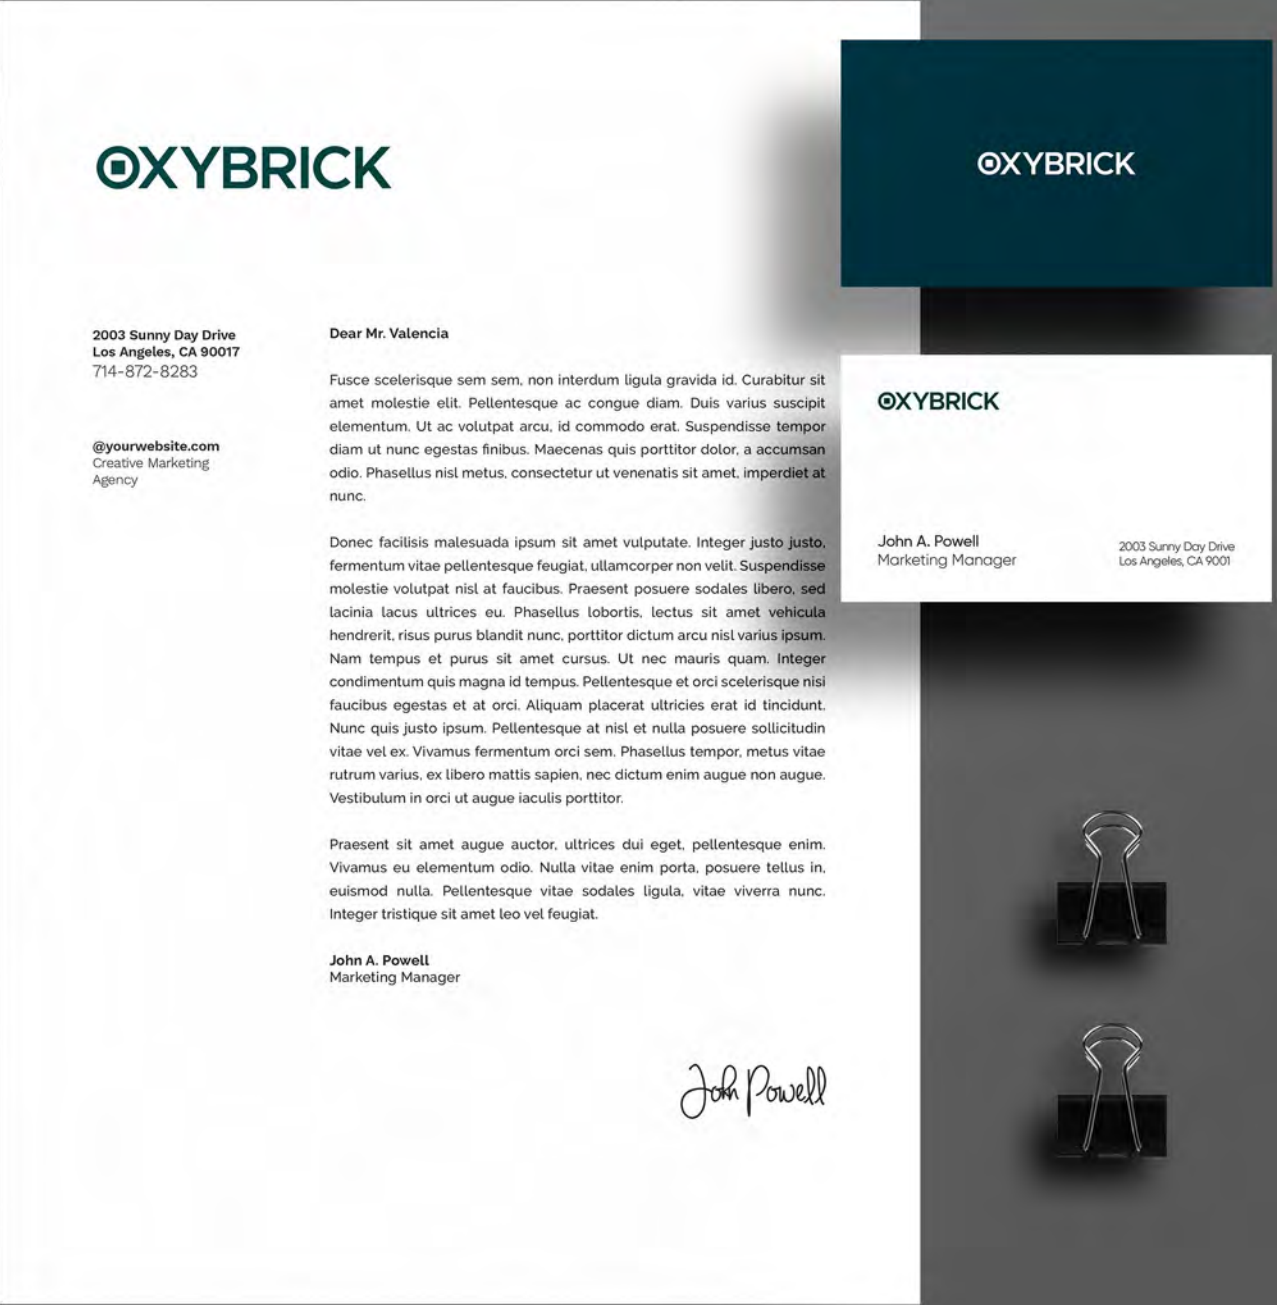 OXYBRICK
2003 Sunny Day Drive
Los Angeles, CA 90017
714-872-8283
@yourwebsite.com
Creative Marketing
Agency
Dear Mr. Valencia
Fusce scelerisque sem sem, non interdum ligula gravida id. Curabitur sit
amet molestie elit. Pellentesque ac congue diam. Duis varius suscipit
elementum. Ut ac volutpat arcu, id commodo erat. Suspendisse tempor
diam ut nunc egestas finibus. Maecenas quis porttitor dolor, a accumsan
odio. Phasellus nisl metus, consectetur ut venenatis sit amet, imperdiet at
nunc.
Donec facilisis malesuada ipsum sit amet vulputate. Integer justo justo,
fermentum vitae pellentesque feugiat, ullamcorper non velit. Suspendisse
molestie volutpat nisl at faucibus. Praesent posuere sodales libero, sed
lacinia lacus ultrices eu. Phasellus lobortis, lectus sit amet vehicula
hendrerit, risus purus blandit nunc, porttitor dictum arcu nisl varius ipsum.
Nam tempus et purus sit amet cursus. Ut nec mauris quam. Integer
condimentum quis magna id tempus. Pellentesque et orci scelerisque nisi
faucibus egestas et at orci. Aliquam placerat ultricies erat id tincidunt.
Nunc quis justo ipsum. Pellentesque at nisl et nulla posuere sollicitudin
vitae vel ex. Vivamus fermentum orci sem. Phasellus tempor, metus vitae
rutrum varius, ex libero mattis sapien, nec dictum enim augue non augue.
Vestibulum in orci ut augue iaculis porttitor.
Praesent sit amet augue auctor, ultrices dui eget, pellentesque enim.
Vivamus eu elementum odio. Nulla vitae enim porta, posuere tellus in,
euismod nulla. Pellentesque vitae sodales ligula, vitae viverra nunc.
Integer tristique sit amet leo vel feugiat.
John A. Powell
Marketing Manager
John Powell
OXYBRICK
OXYBRICK
John A. Powell
Marketing Manager
2003 Sunny Day Drive
Los Angeles, CA 9001